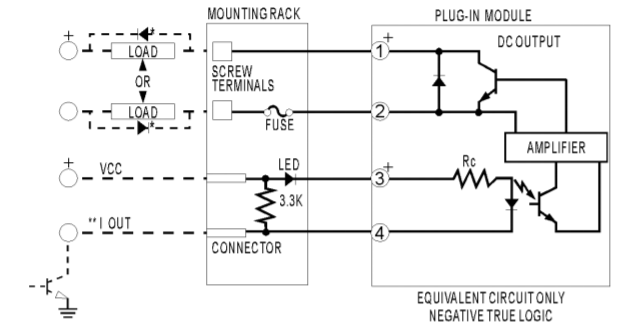 MOUNTING RACK
PLUG-IN MODULE
+
*
LOAD
1
+
DC OUTPUT
SCREW
TERMINALS
OR
LOAD
*
FUSE
2
AMPLIFIER
+
VCC
LED
3
+
Rc
3.3K
** I OUT
4
CONNECTOR
EQUIVALENT CIRCUIT ONLY
NEGATIVE TRUE LOGIC